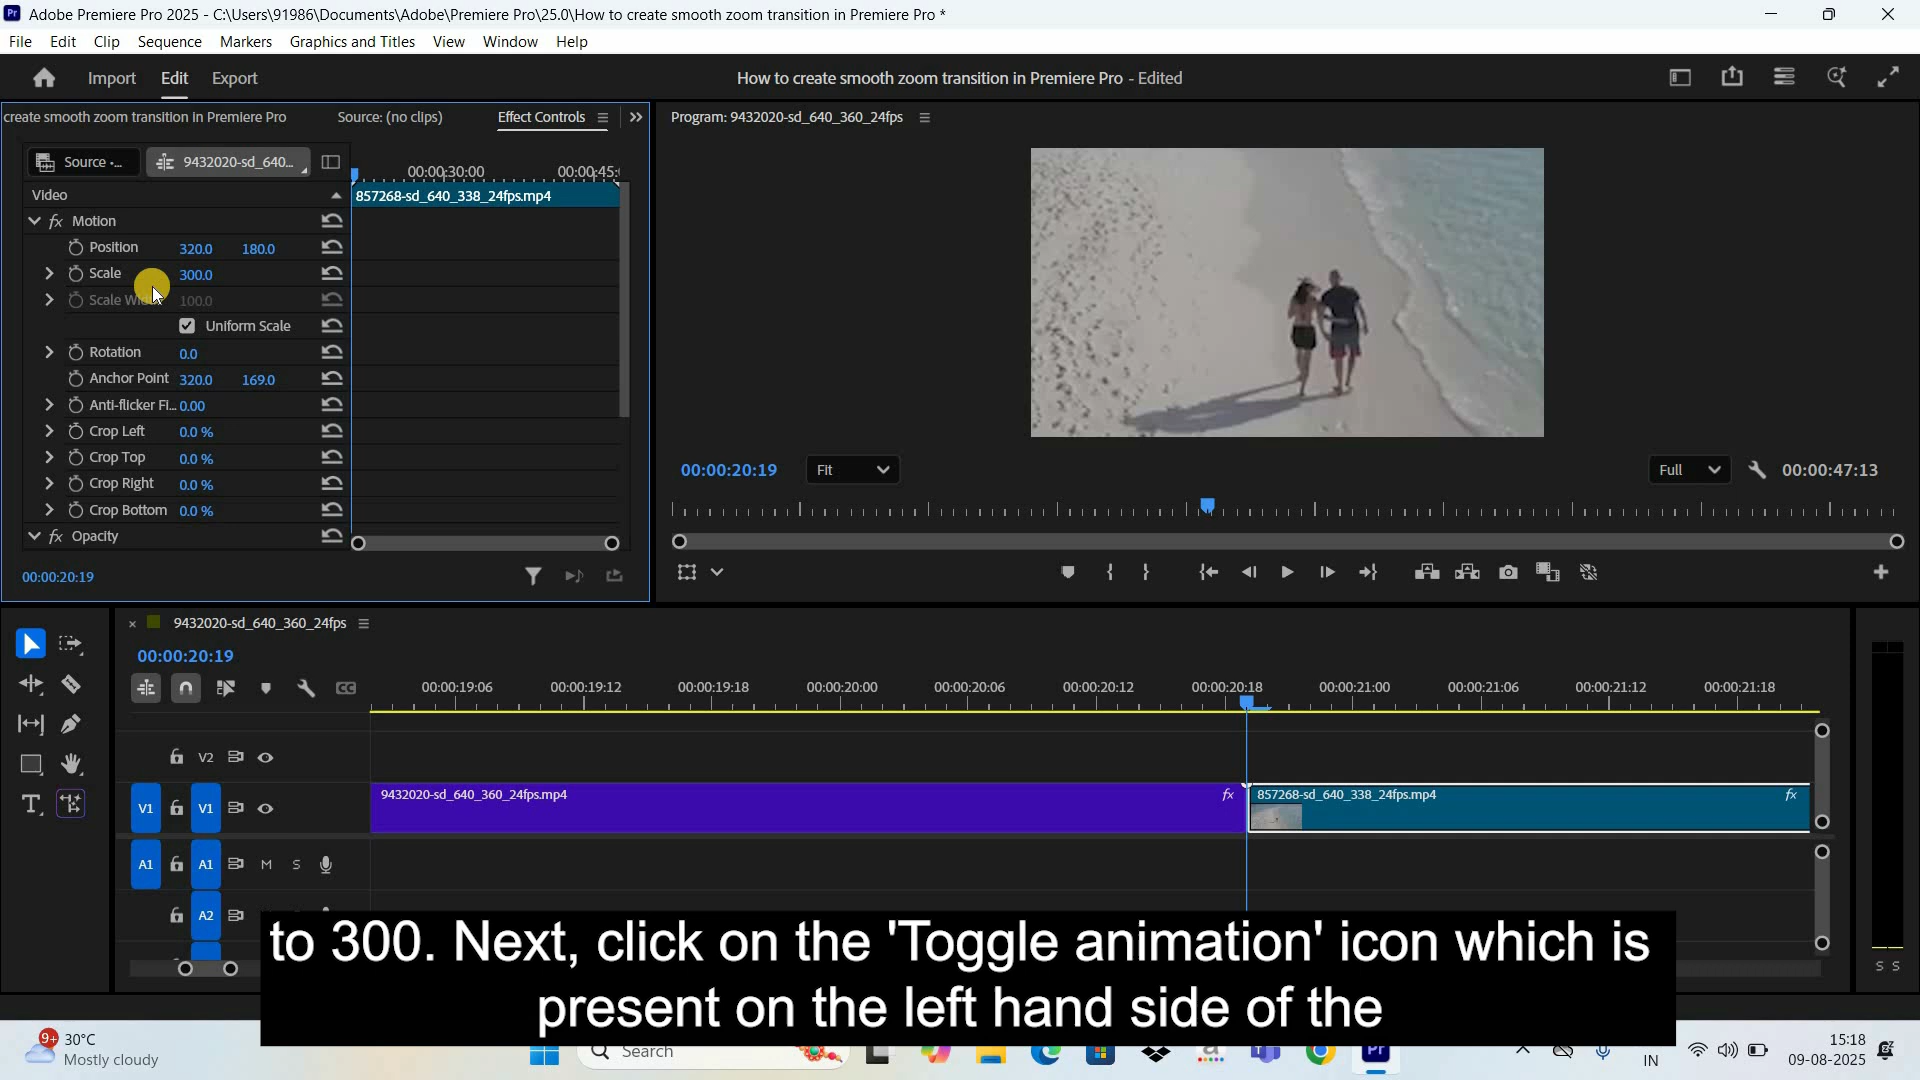 Adobe Premiere Pro 2025 - C:\Users\91986\Documents\Adobe\Premiere Pro\25.0\How to create smooth zoom transition in Premiere Pro *
File Edit Clip Sequence Markers Graphics and Titles View Window Help
Import Edit Export
How to create smooth zoom transition in Premiere Pro - Edited
create smooth zoom transition in Premiere Pro Source: (no clips) Effect Controls
Program: 9432020-sd_640_360_24fps
Source •... 9432020-sd_640...
00:00:30:00 00:00:45:
Video
857268-sd_640_338_24fps.mp4
fx Motion
Position 320.0 180.0
Scale 300.0
Scale Wi 100.0
Uniform Scale
Rotation 0.0
Anchor Point 320.0 169.0
Anti-flicker Fi... 0.00
Crop Left 0.0 %
Crop Top 0.0 %
Crop Right 0.0 %
Crop Bottom 0.0 %
fx Opacity
00:00:20:19
00:00:20:19 Fit Full 00:00:47:13
9432020-sd_640_360_24fps
00:00:20:19
00:00:19:06 00:00:19:12 00:00:19:18 00:00:20:00 00:00:20:06 00:00:20:12 00:00:20:18 00:00:21:00 00:00:21:06 00:00:21:12 00:00:21:18
V2
V1 V1
9432020-sd_640_360_24fps.mp4 fx
857268-sd_640_338_24fps.mp4 fx
A1 A1 M S
A2
S S
to 300. Next, click on the 'Toggle animation' icon which is
present on the left hand side of the
9+ 30°C
Mostly cloudy
Search
IN
15:18
09-08-2025